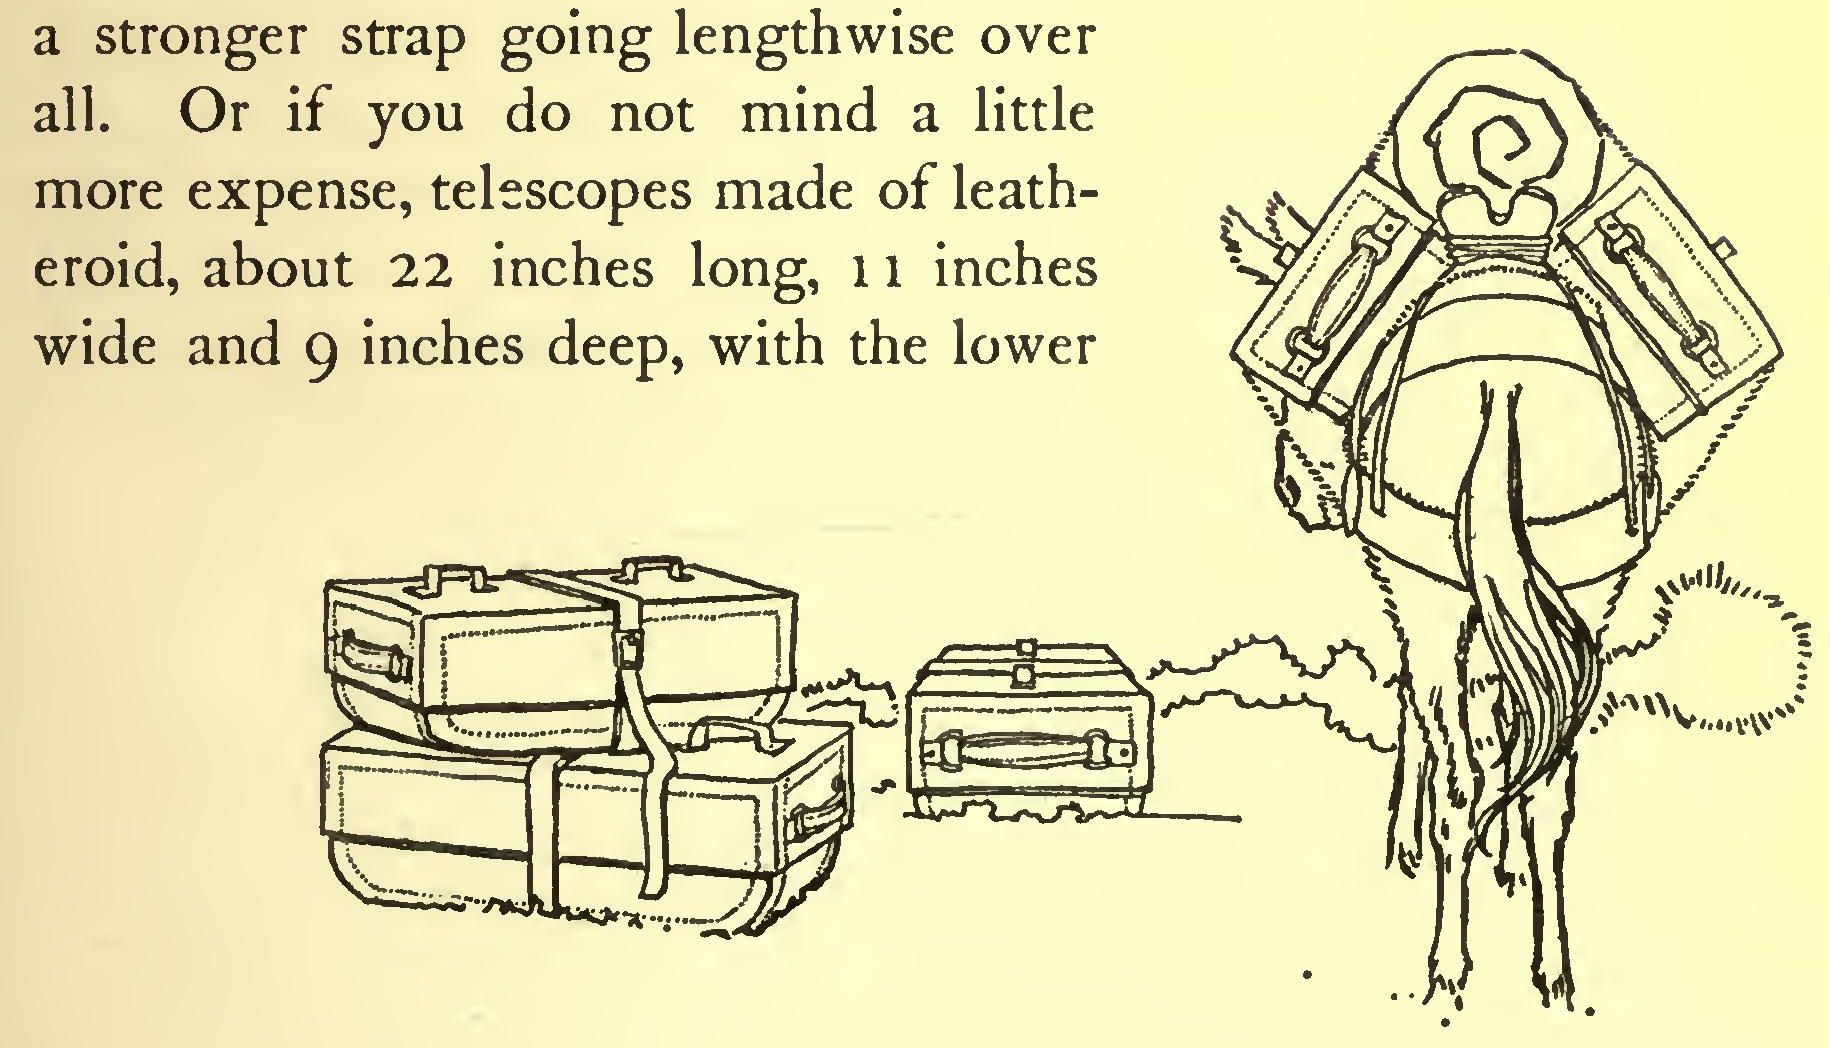 a stronger strap going lengthwise over
all. Or if you do not mind a little
more expense, telescopes made of leath-
eroid, about 22 inches long, 11 inches
wide and 9 inches deep, with the lower